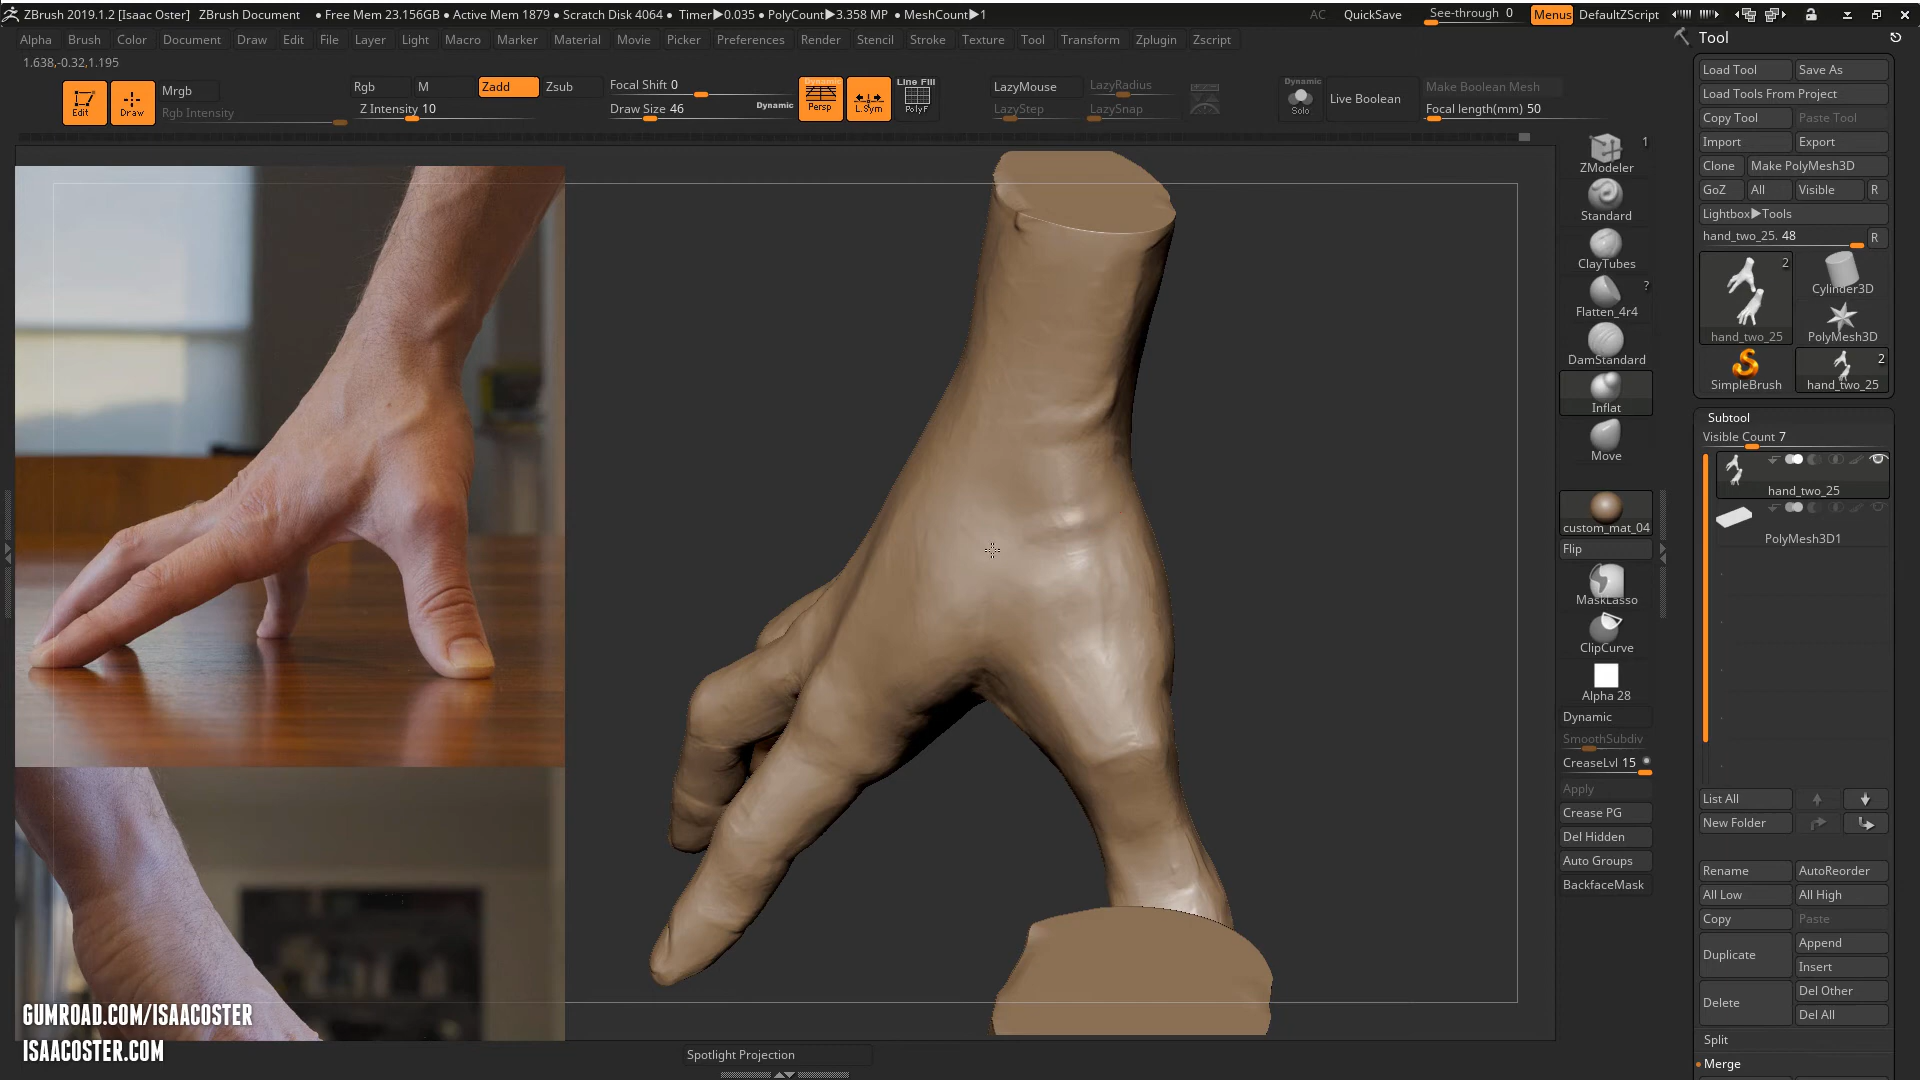 ZBrush 2019.1.2 [Isaac Oster] ZBrush Document • Free Mem 23.156GB • Active Mem 1879 • Scratch Disk 4064 • Timer▶0.035 • PolyCount▶3.358 MP • MeshCount▶1 AC QuickSave See-through 0 Menus DefaultZScript
Alpha Brush Color Document Draw Edit File Layer Light Macro Marker Material Movie Picker Preferences Render Stencil Stroke Texture Tool Transform Zplugin Zscript
1.638,-0.32,1.195
Edit
Draw
Mrgb
Rgb Intensity
Rgb M Zadd Zsub
Z Intensity 10
Focal Shift 0
Draw Size 46
Dynamic
Dynamic
Persp
L.Sym
Line Fill
PolyF
LazyMouse LazyRadius
LazyStep LazySnap
Dynamic
Solo
Live Boolean
Make Boolean Mesh
Focal length(mm) 50
1
ZModeler
Standard
ClayTubes
?
Flatten_4r4
DamStandard
Inflat
Move
custom_mat_04
Flip
MaskLasso
ClipCurve
Alpha 28
Dynamic
SmoothSubdiv
CreaseLvl 15
Apply
Crease PG
Del Hidden
Auto Groups
BackfaceMask
Tool
Load Tool Save As
Load Tools From Project
Copy Tool Paste Tool
Import Export
Clone Make PolyMesh3D
GoZ All Visible R
Lightbox▶Tools
hand_two_25. 48 R
2
hand_two_25
Cylinder3D
PolyMesh3D
SimpleBrush
2
hand_two_25
Subtool
Visible Count 7
hand_two_25
PolyMesh3D1
List All
New Folder
Rename AutoReorder
All Low All High
Copy Paste
Duplicate Append
Insert
Delete Del Other
Del All
Split
Merge
GUMROAD.COM/ISAACOSTER
ISAACOSTER.COM
Spotlight Projection